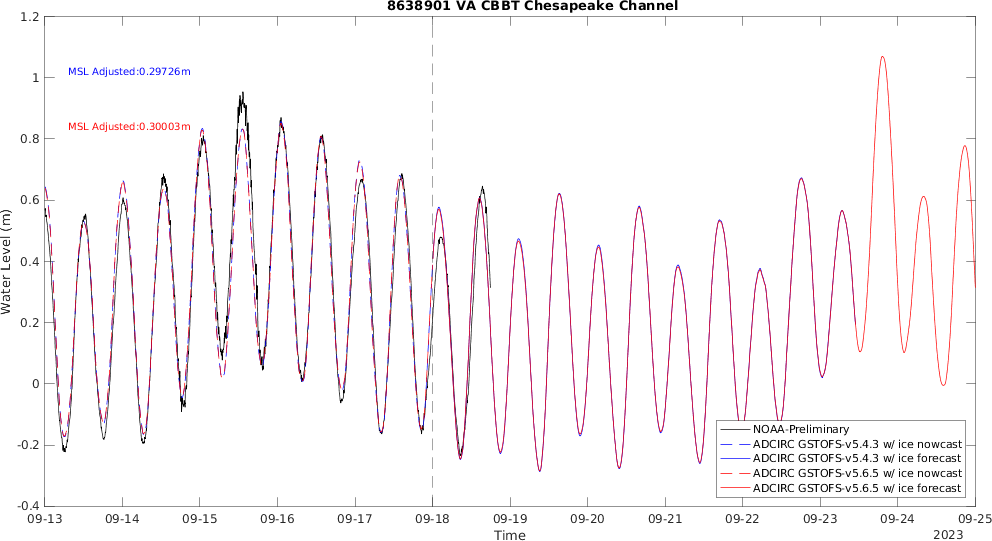 8638901 VA CBBT Chesapeake Channel
1.2
1
0.8
0.6
0.4
0.2
0
-0.2
-0.4
Water Level (m)
MSL Adjusted:0.29726m
MSL Adjusted:0.30003m
NOAA-Preliminary
ADCIRC GSTOFS-v5.4.3 w/ ice nowcast
ADCIRC GSTOFS-v5.4.3 w/ ice forecast
ADCIRC GSTOFS-v5.6.5 w/ ice nowcast
ADCIRC GSTOFS-v5.6.5 w/ ice forecast
09-13 09-14 09-15 09-16 09-17 09-18 09-19 09-20 09-21 09-22 09-23 09-24 09-25
Time
2023